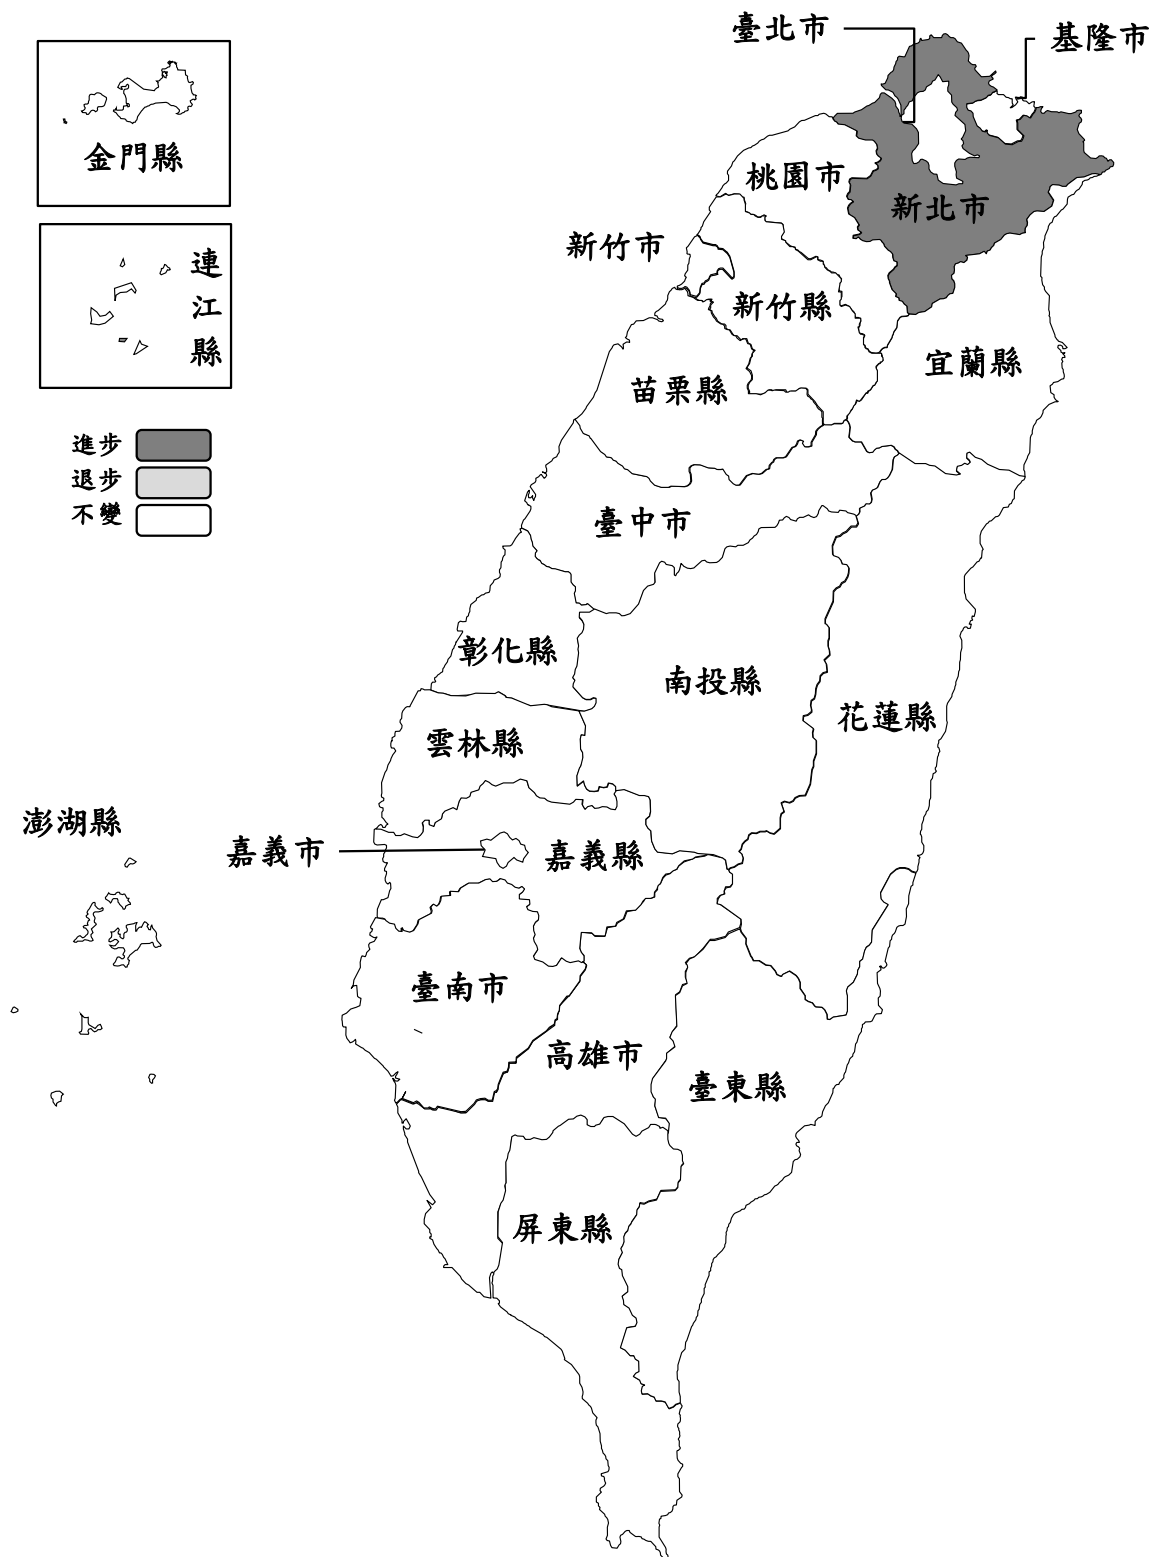 臺北市
基隆市
金門縣
桃園市
新北市
新竹市
連江縣
新竹縣
宜蘭縣
苗栗縣
進步
退步
不變
臺中市
彰化縣
南投縣
花蓮縣
雲林縣
澎湖縣
嘉義市
嘉義縣
臺南市
高雄市
臺東縣
屏東縣